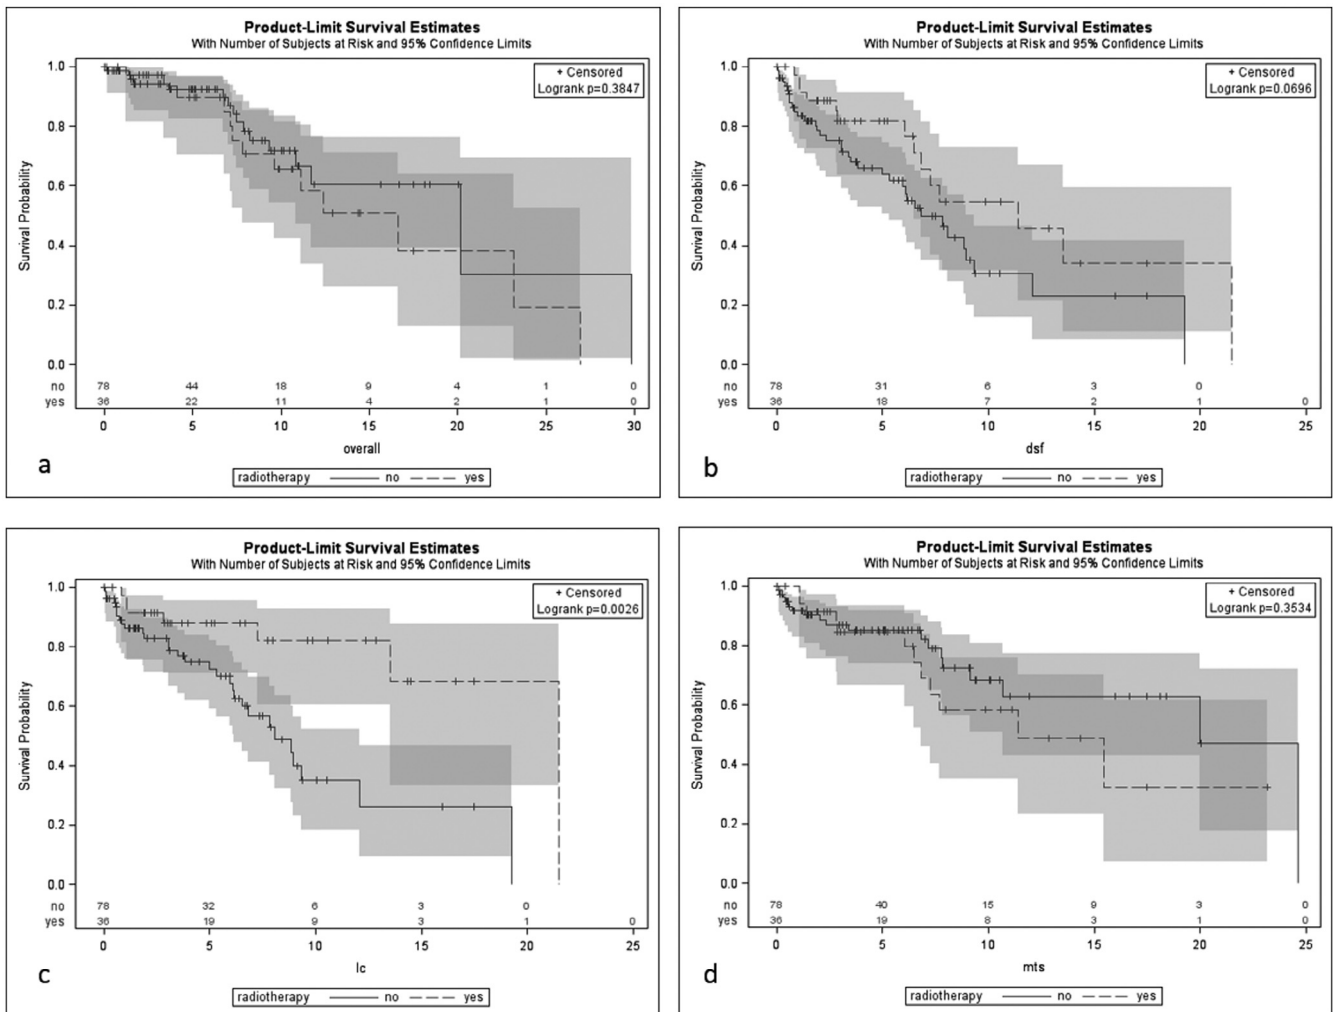 Product-Limit Survival Estimates
With Number of Subjects at Risk and 95% Confidence Limits
+ Censored
Logrank p=0.3847
Survival Probability
1.0
0.8
0.6
0.4
0.2
0.0
no 78 44 18 9 4 1 0
yes 36 22 11 4 2 1 0
0 5 10 15 20 25 30
overall
a
radiotherapy no yes
Product-Limit Survival Estimates
With Number of Subjects at Risk and 95% Confidence Limits
+ Censored
Logrank p=0.0696
Survival Probability
1.0
0.8
0.6
0.4
0.2
0.0
no 78 31 6 3 0
yes 36 18 7 2 1 0
0 5 10 15 20 25
dsf
b
radiotherapy no yes
Product-Limit Survival Estimates
With Number of Subjects at Risk and 95% Confidence Limits
+ Censored
Logrank p=0.0026
Survival Probability
1.0
0.8
0.6
0.4
0.2
0.0
no 78 32 6 3 0
yes 36 19 9 3 1 0
0 5 10 15 20 25
lc
c
radiotherapy no yes
Product-Limit Survival Estimates
With Number of Subjects at Risk and 95% Confidence Limits
+ Censored
Logrank p=0.3534
Survival Probability
1.0
0.8
0.6
0.4
0.2
0.0
no 78 40 15 9 3 0
yes 36 19 8 3 1 0
0 5 10 15 20 25
mts
d
radiotherapy no yes